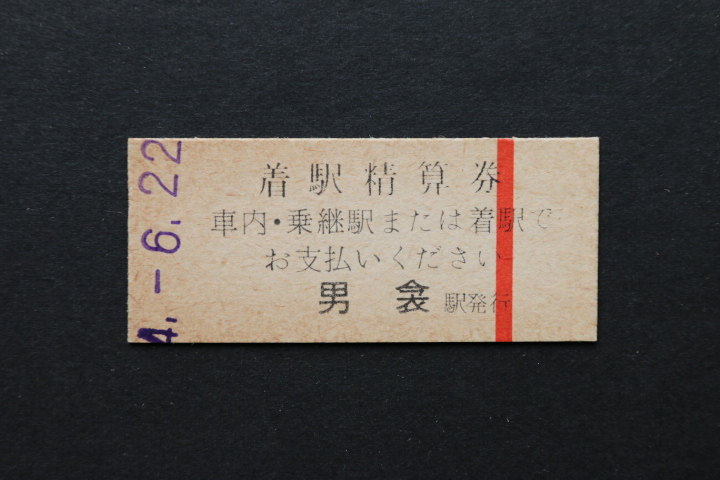 着駅精算券
車内・乗継駅または着駅で
お支払いください
男衾 駅発行
4.-6.22